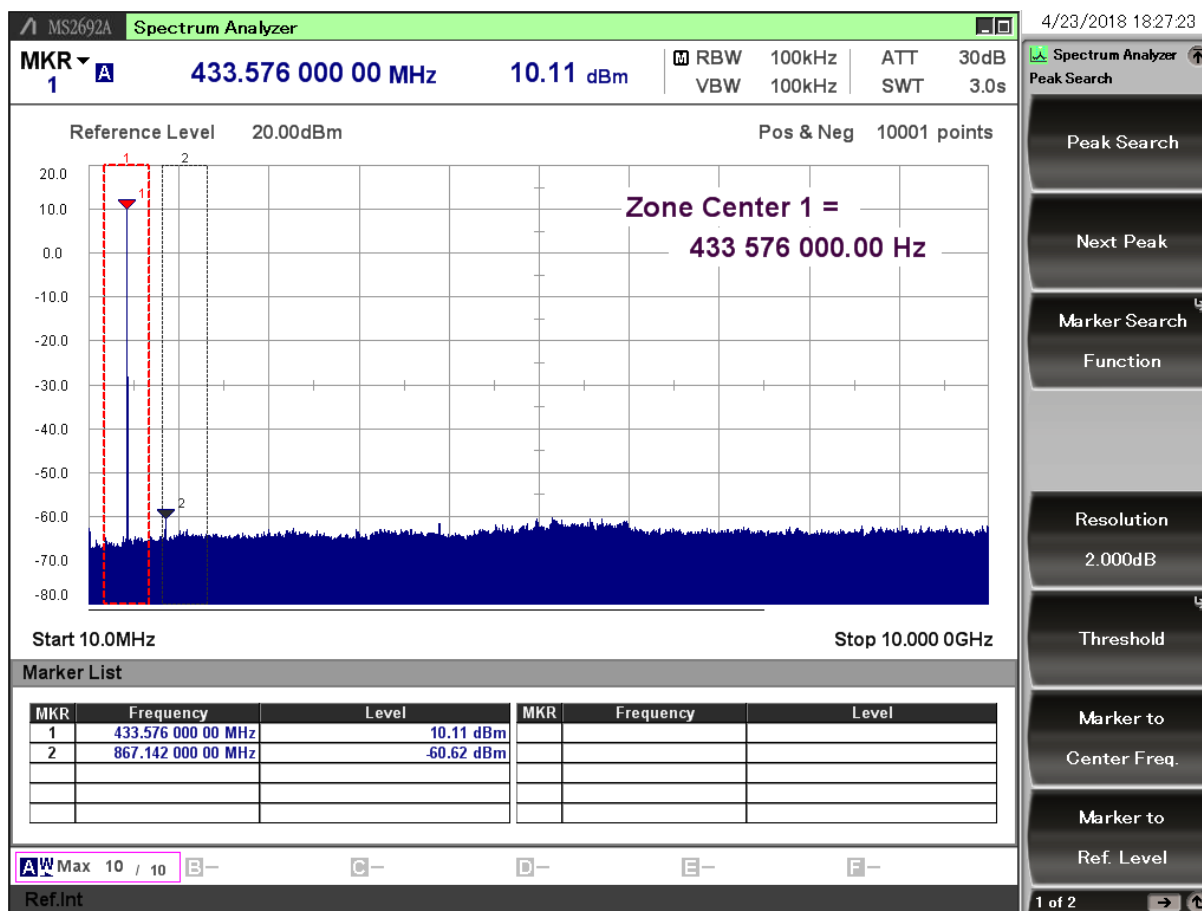 MS2692A Spectrum Analyzer
4/23/2018 18:27:23
MKR
1
A
433.576 000 00 MHz
10.11 dBm
M RBW 100kHz
VBW 100kHz
ATT 30dB
SWT 3.0s
Reference Level 20.00dBm
Pos & Neg 10001 points
1
2
20.0
10.0
0.0
-10.0
-20.0
-30.0
-40.0
-50.0
-60.0
-70.0
-80.0
1
2
Zone Center 1 =
433 576 000.00 Hz
Start 10.0MHz
Stop 10.000 0GHz
Marker List
MKR Frequency Level MKR Frequency Level
1 433.576 000 00 MHz 10.11 dBm
2 867.142 000 00 MHz -60.62 dBm
A W Max 10 / 10 B- C- D- E- F-
Ref.Int
Spectrum Analyzer
Peak Search
Peak Search
Next Peak
Marker Search
Function
Resolution
2.000dB
Threshold
Marker to
Center Freq.
Marker to
Ref. Level
1 of 2